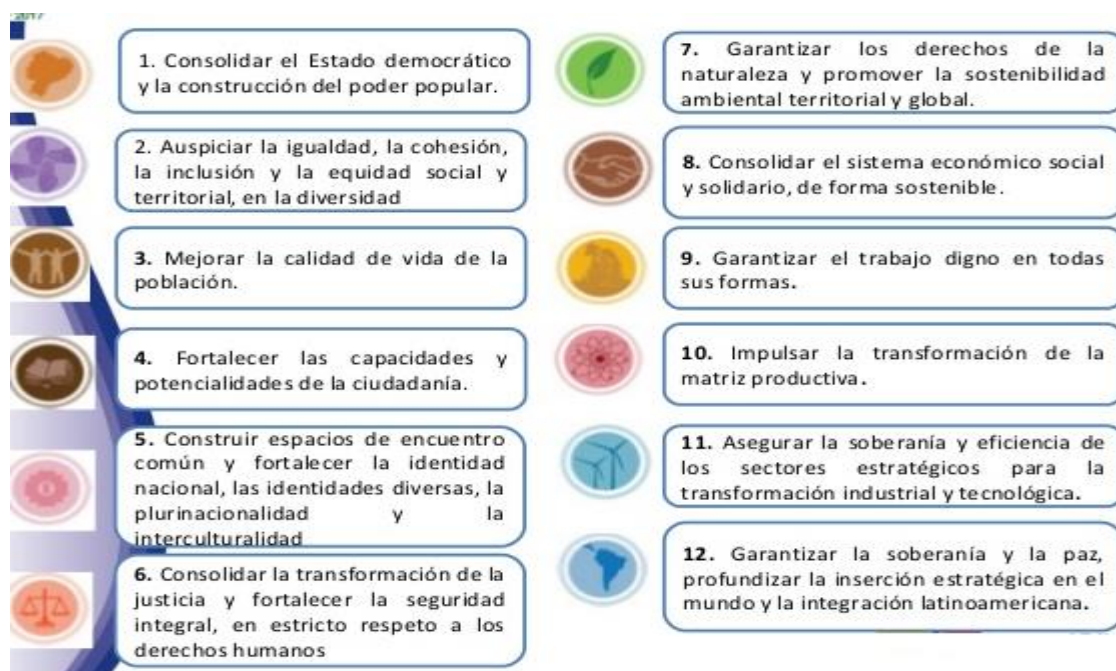 2017
1. Consolidar el Estado democrático
y la construcción del poder popular.
2. Auspiciar la igualdad, la cohesión,
la inclusión y la equidad social y
territorial, en la diversidad
3. Mejorar la calidad de vida de la
población.
4. Fortalecer las capacidades y
potencialidades de la ciudadanía.
5. Construir espacios de encuentro
común y fortalecer la identidad
nacional, las identidades diversas, la
plurinacionalidad y la
interculturalidad
6. Consolidar la transformación de la
justicia y fortalecer la seguridad
integral, en estricto respeto a los
derechos humanos
7. Garantizar los derechos de la
naturaleza y promover la sostenibilidad
ambiental territorial y global.
8. Consolidar el sistema económico social
y solidario, de forma sostenible.
9. Garantizar el trabajo digno en todas
sus formas.
10. Impulsar la transformación de la
matriz productiva.
11. Asegurar la soberanía y eficiencia de
los sectores estratégicos para la
transformación industrial y tecnológica.
12. Garantizar la soberanía y la paz,
profundizar la inserción estratégica en el
mundo y la integración latinoamericana.